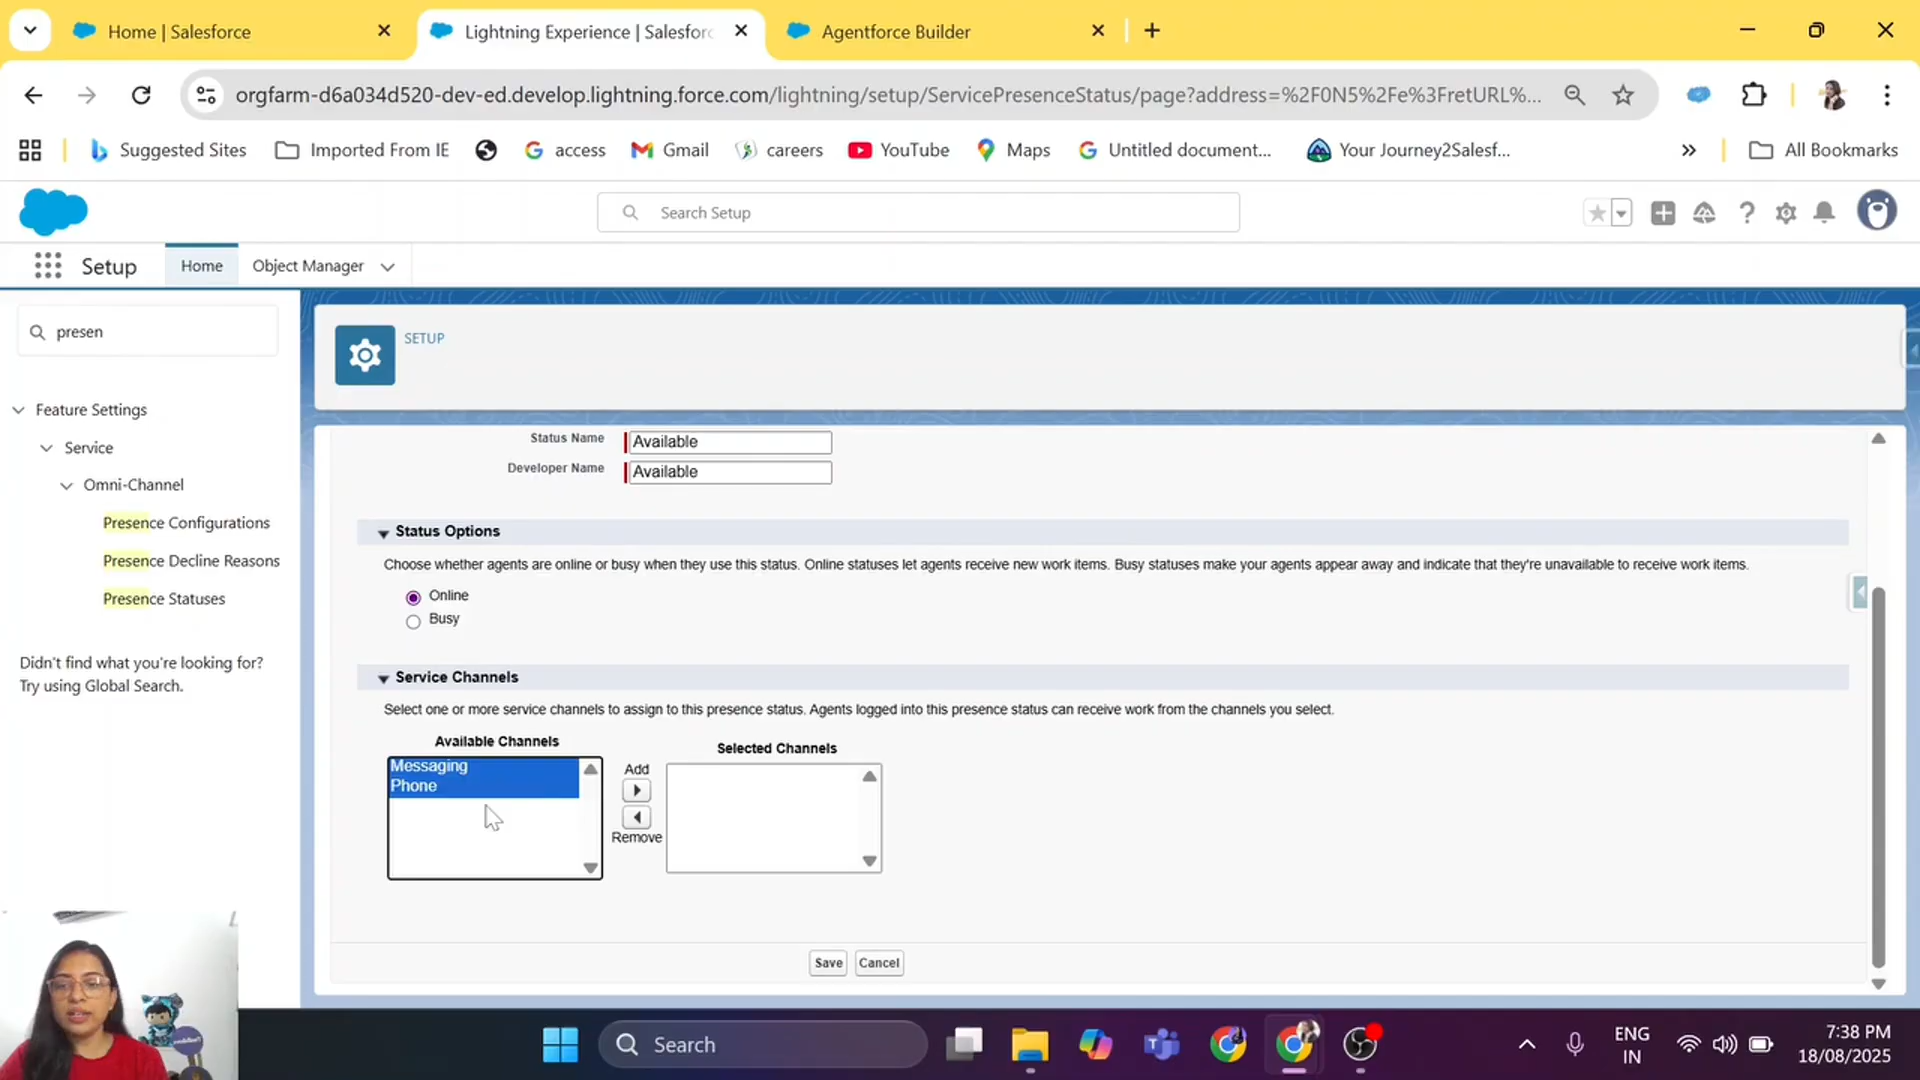 Home | Salesforce
Lightning Experience | Salesforc
Agentforce Builder
orgfarm-d6a034d520-dev-ed.develop.lightning.force.com/lightning/setup/ServicePresenceStatus/page?address=%2F0N5%2Fe%3FretURL%...
Suggested Sites
Imported From IE
access
Gmail
careers
YouTube
Maps
Untitled document...
Your Journey2Salesf...
All Bookmarks
Search Setup
Setup
Home
Object Manager
presen
Feature Settings
Service
Omni-Channel
Presence Configurations
Presence Decline Reasons
Presence Statuses
Didn't find what you're looking for?
Try using Global Search.
SETUP
Status Name
Available
Developer Name
Available
Status Options
Choose whether agents are online or busy when they use this status. Online statuses let agents receive new work items. Busy statuses make your agents appear away and indicate that they're unavailable to receive work items.
Online
Busy
Service Channels
Select one or more service channels to assign to this presence status. Agents logged into this presence status can receive work from the channels you select.
Available Channels
Messaging
Phone
Add
Remove
Selected Channels
Save
Cancel
Search
ENG
IN
7:38 PM
18/08/2025